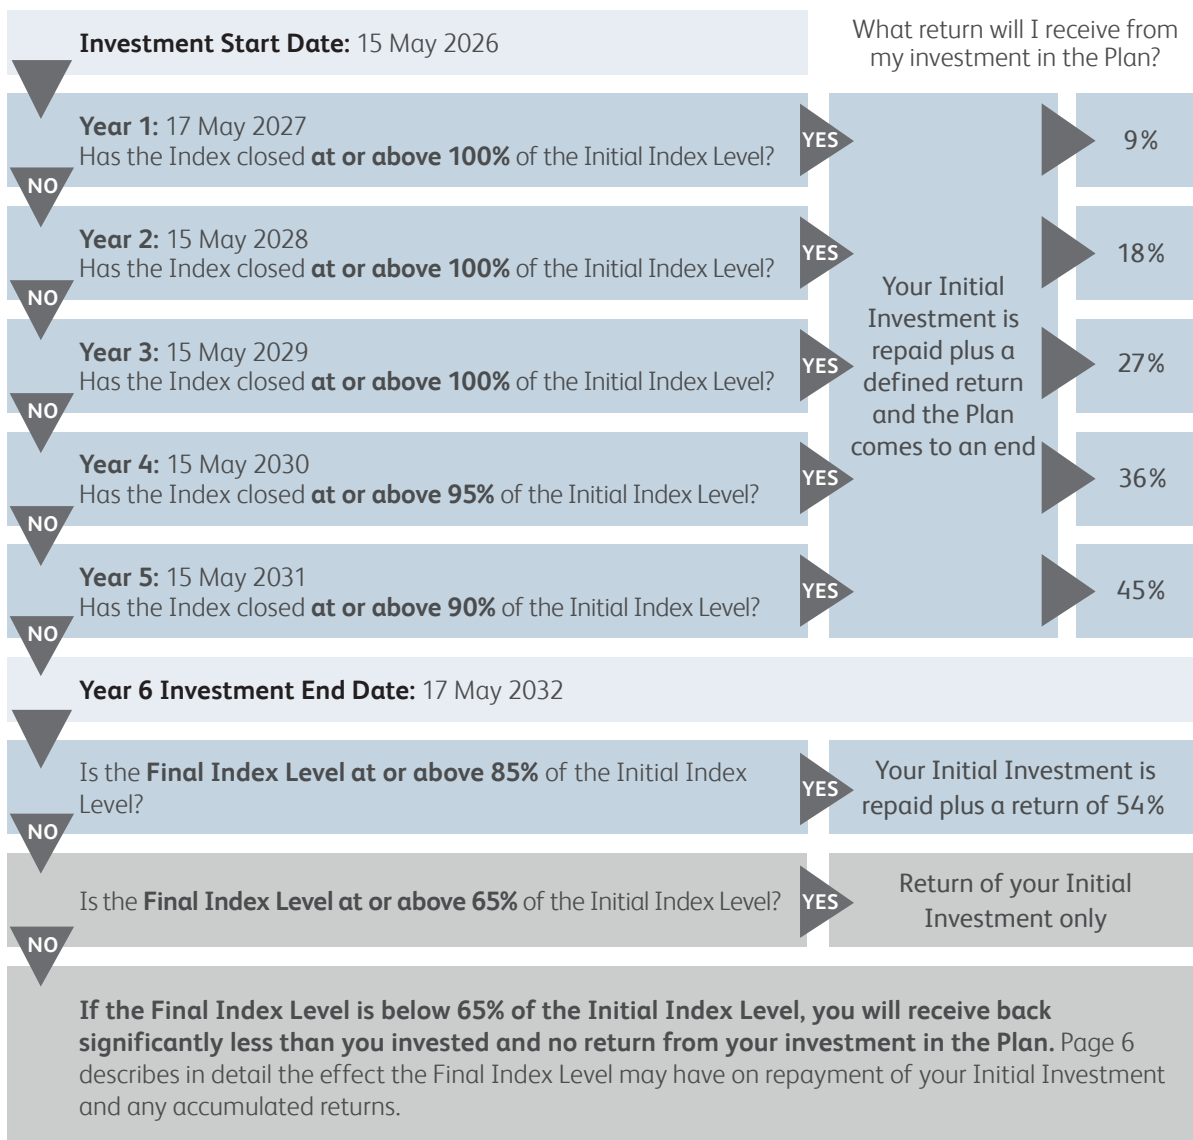 Investment Start Date: 15 May 2026
What return will I receive from
my investment in the Plan?
Year 1: 17 May 2027
Has the Index closed at or above 100% of the Initial Index Level?
YES
9%
NO
Year 2: 15 May 2028
Has the Index closed at or above 100% of the Initial Index Level?
YES
18%
NO
Year 3: 15 May 2029
Has the Index closed at or above 100% of the Initial Index Level?
YES
27%
NO
Year 4: 15 May 2030
Has the Index closed at or above 95% of the Initial Index Level?
YES
36%
NO
Year 5: 15 May 2031
Has the Index closed at or above 90% of the Initial Index Level?
YES
45%
NO
Your Initial
Investment is
repaid plus a
defined return
and the Plan
comes to an end
Year 6 Investment End Date: 17 May 2032
Is the Final Index Level at or above 85% of the Initial Index
Level?
YES
Your Initial Investment is
repaid plus a return of 54%
NO
Is the Final Index Level at or above 65% of the Initial Index Level?
YES
Return of your Initial
Investment only
NO
If the Final Index Level is below 65% of the Initial Index Level, you will receive back
significantly less than you invested and no return from your investment in the Plan. Page 6
describes in detail the effect the Final Index Level may have on repayment of your Initial Investment
and any accumulated returns.